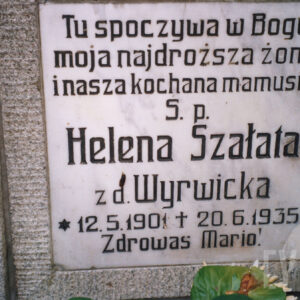 Tu spoczywa w Bogu
moja najdroższa żon
i nasza kochana mamus
Ś. p.
Helena Szałata
z d. Wyrwicka
* 12.5.1901 † 20.6.1935
Zdrowas Mario!